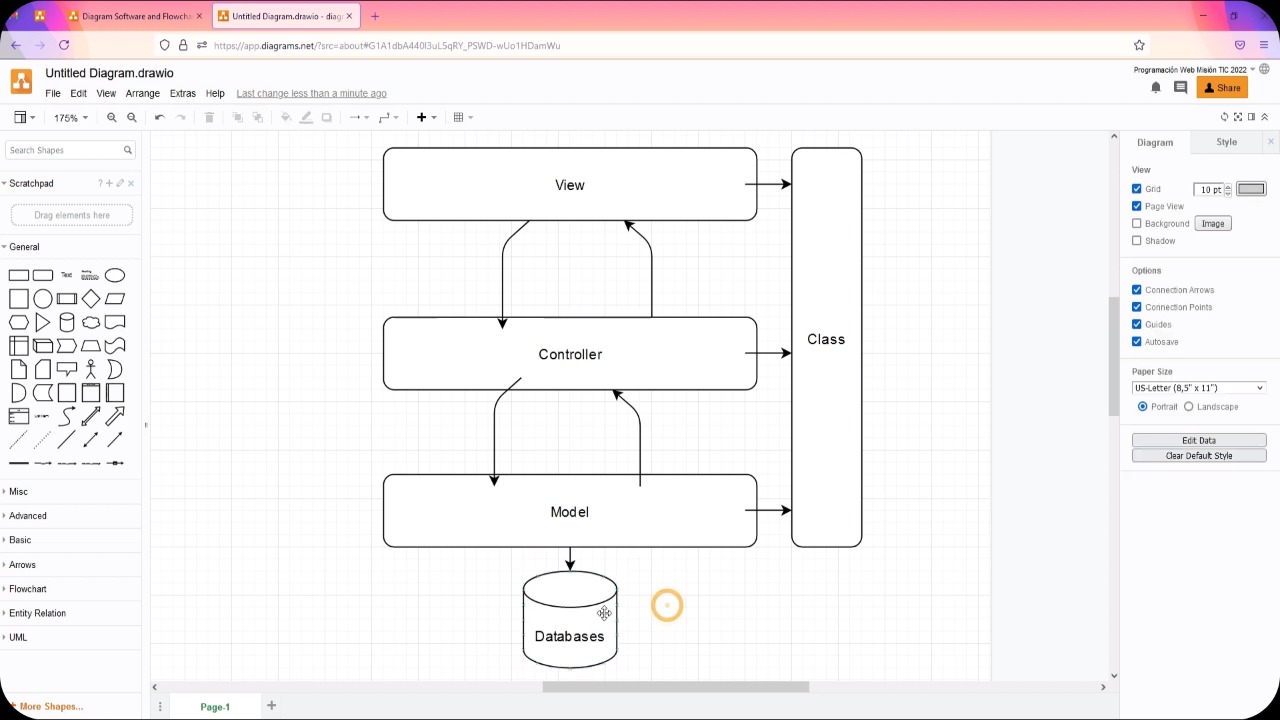 Diagram Software and Flowcha
Untitled Diagram.drawio - diag
https://app.diagrams.net/?src=about#G1A1dbA440I3uL5qRY_PSWD-wUo1HDamWu
Untitled Diagram.drawio
Programación Web Misión TIC 2022
File Edit View Arrange Extras Help Last change less than a minute ago
Share
175%
Search Shapes
Scratchpad
Drag elements here
General
Text
Misc
Advanced
Basic
Arrows
Flowchart
Entity Relation
UML
More Shapes...
View
Controller
Model
Class
Databases
Page-1
Diagram Style
View
Grid 10 pt
Page View
Background Image
Shadow
Options
Connection Arrows
Connection Points
Guides
Autosave
Paper Size
US-Letter (8,5" x 11")
Portrait Landscape
Edit Data
Clear Default Style